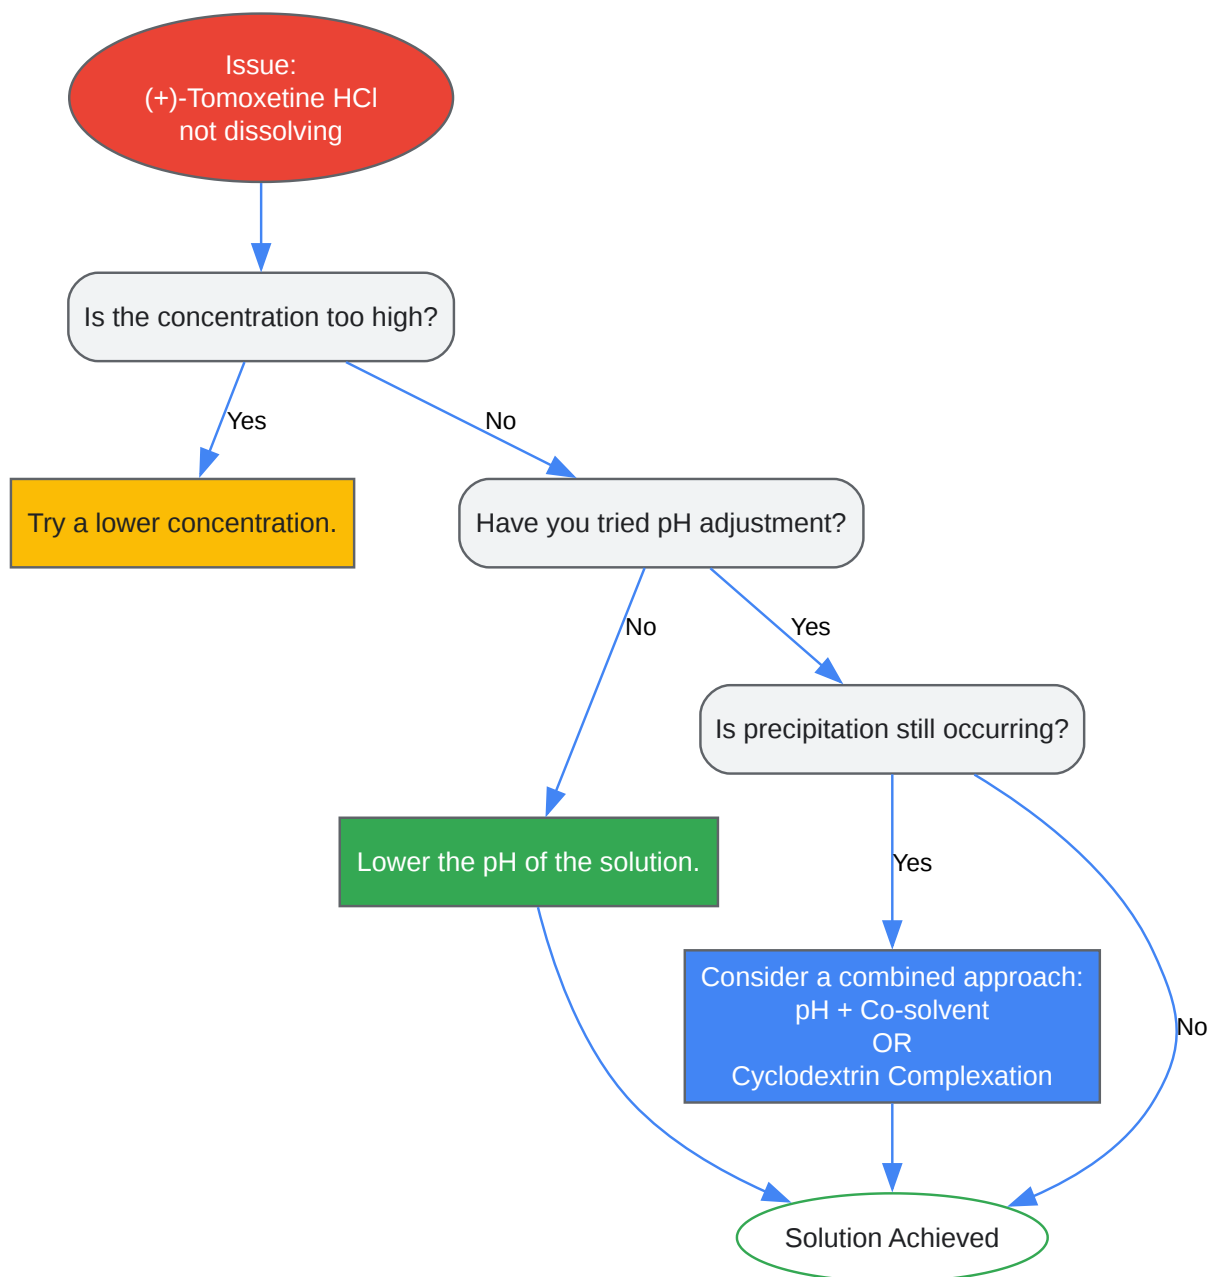 Issue:
(+)-Tomoxetine HCl
not dissolving
Is the concentration too high?
Yes
No
Try a lower concentration.
Have you tried pH adjustment?
No
Yes
Is precipitation still occurring?
Lower the pH of the solution.
Yes
Consider a combined approach:
pH + Co-solvent
OR
Cyclodextrin Complexation
No
Solution Achieved